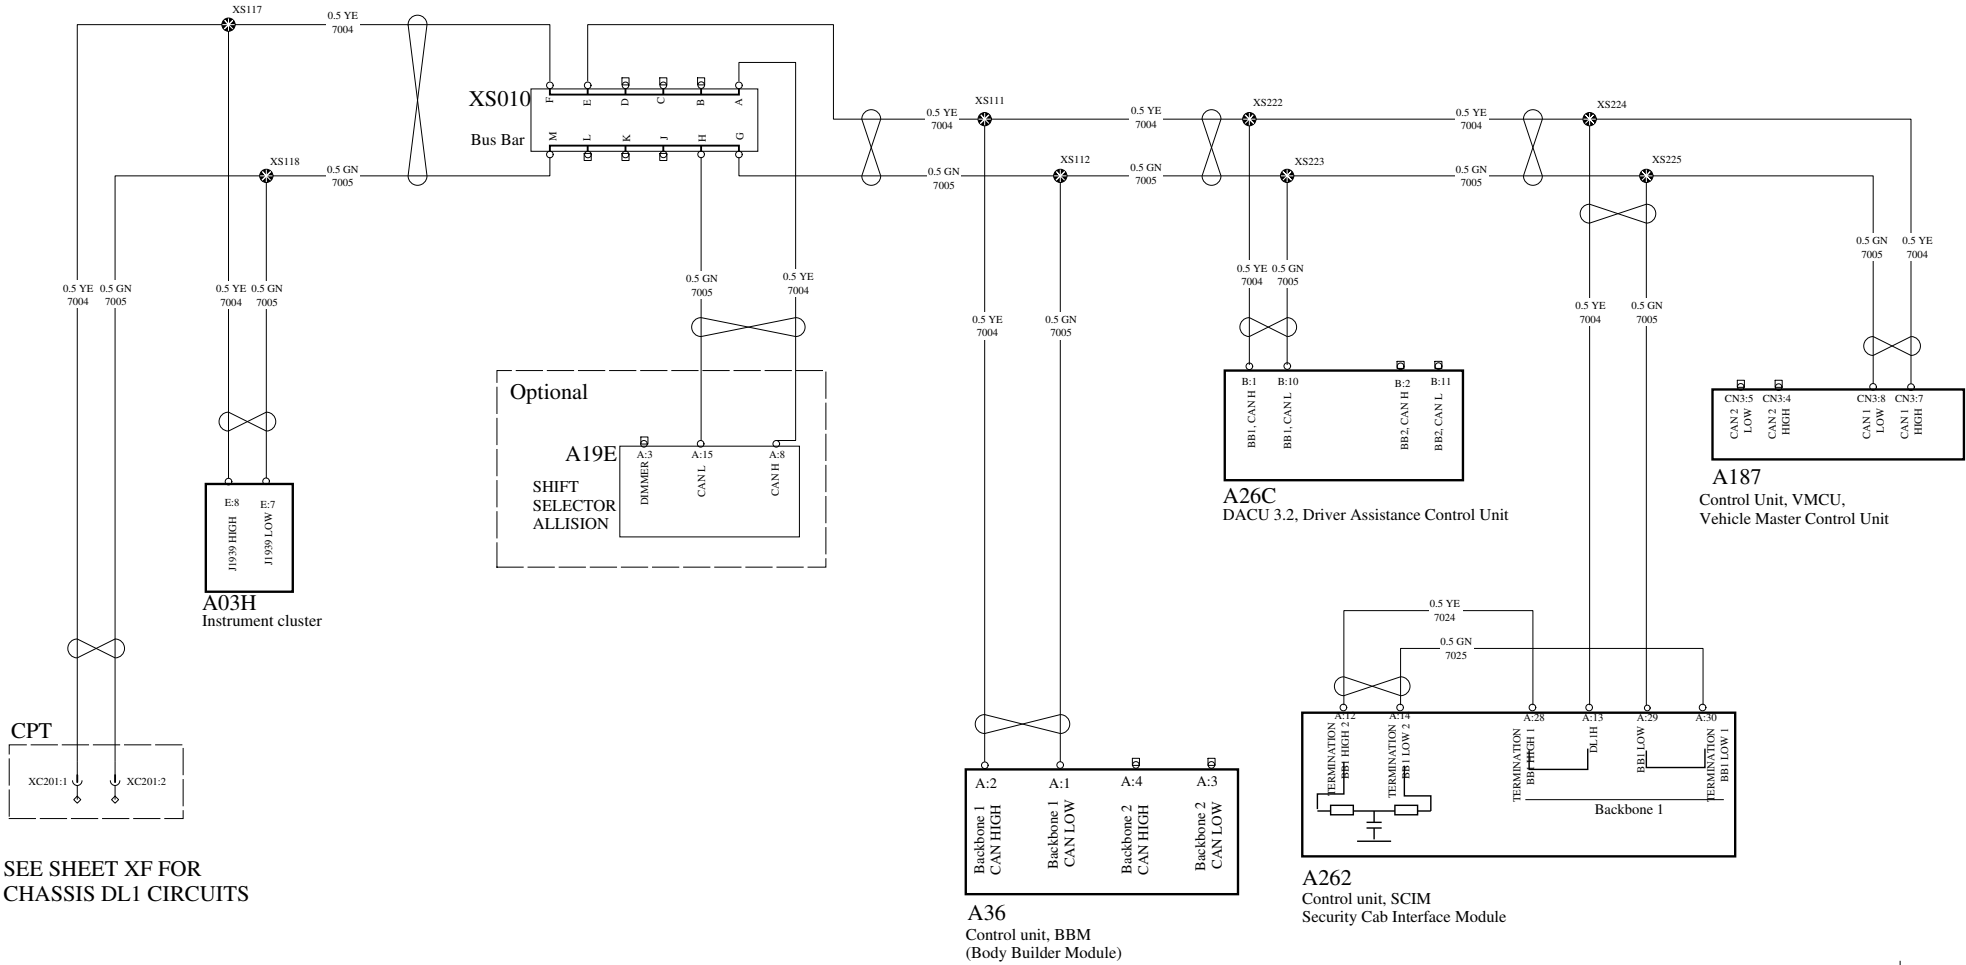 XS117
0.5 YE
7004
XS118
0.5 GN
7005
XS010
Bus Bar
F
E
D
C
B
A
M
L
K
J
H
G
XS111
0.5 YE
7004
0.5 YE
7004
XS222
0.5 YE
7004
XS224
XS112
0.5 GN
7005
0.5 GN
7005
XS223
0.5 GN
7005
XS225
0.5 YE
7004
0.5 GN
7005
0.5 YE
7004
0.5 GN
7005
0.5 GN
7005
0.5 YE
7004
0.5 YE
7004
0.5 GN
7005
0.5 YE
7004
0.5 GN
7005
0.5 YE
7004
0.5 GN
7005
0.5 GN
7005
0.5 YE
7004
Optional
A19E
SHIFT
SELECTOR
ALLISION
A:3
DIMMER
A:15
CAN L
A:8
CAN H
E:8
J1939 HIGH
E:7
J1939 LOW
A03H
Instrument cluster
B:1
BB1, CAN H
B:10
BB1, CAN L
B:2
BB2, CAN H
B:11
BB2, CAN L
A26C
DACU 3.2, Driver Assistance Control Unit
CN3:5
CAN 2
LOW
CN3:4
CAN 2
HIGH
CN3:8
CAN 1
LOW
CN3:7
CAN 1
HIGH
A187
Control Unit, VMCU,
Vehicle Master Control Unit
0.5 YE
7024
0.5 GN
7025
A:12
TERMINATION
BB1 HIGH 2
A:14
TERMINATION
BB1 LOW 2
A:28
TERMINATION
BB1 HIGH 1
A:13
DL1H
A:29
BB1 LOW
A:30
TERMINATION
BB1 LOW 1
Backbone 1
A262
Control unit, SCIM
Security Cab Interface Module
A:2
Backbone 1
CAN HIGH
A:1
Backbone 1
CAN LOW
A:4
Backbone 2
CAN HIGH
A:3
Backbone 2
CAN LOW
A36
Control unit, BBM
(Body Builder Module)
CPT
XC201:1
XC201:2
SEE SHEET XF FOR
CHASSIS DL1 CIRCUITS